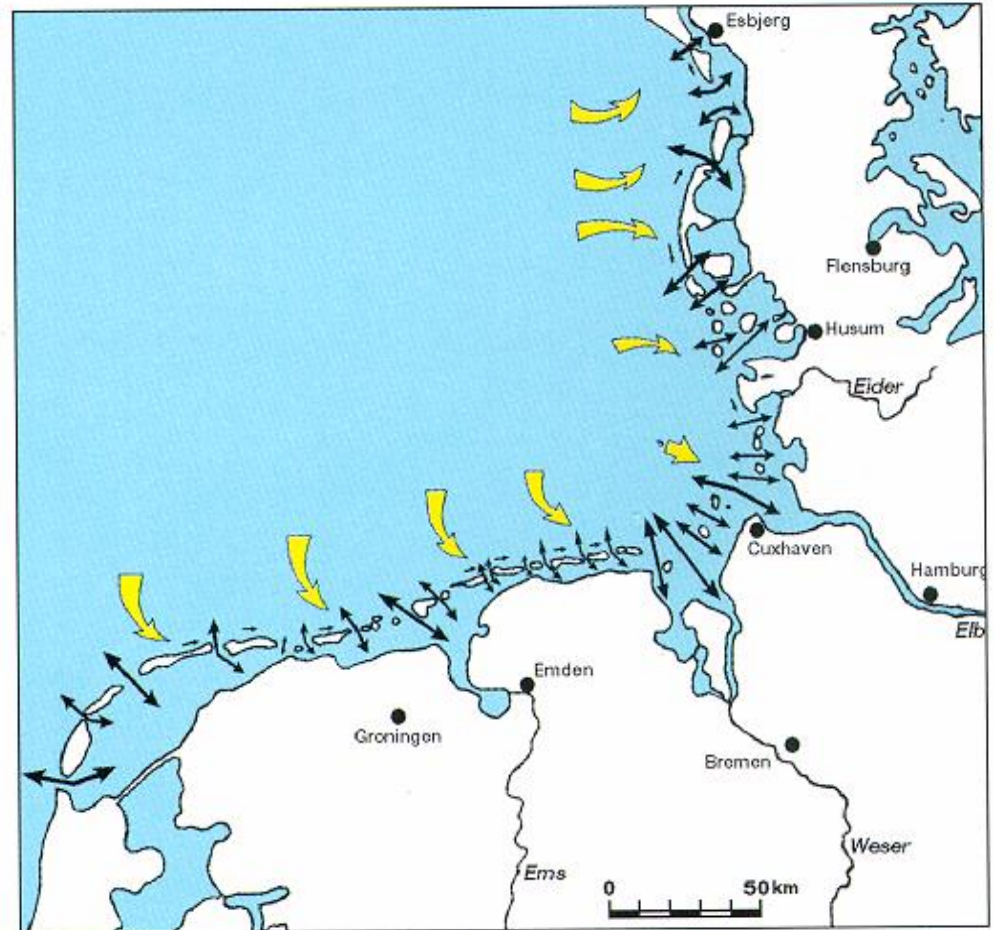 Esbjerg
Flensburg
Husum
Eider
Cuxhaven
Hamburg
Elb
Emden
Groningen
Bremen
Weser
Ems
0 50 km